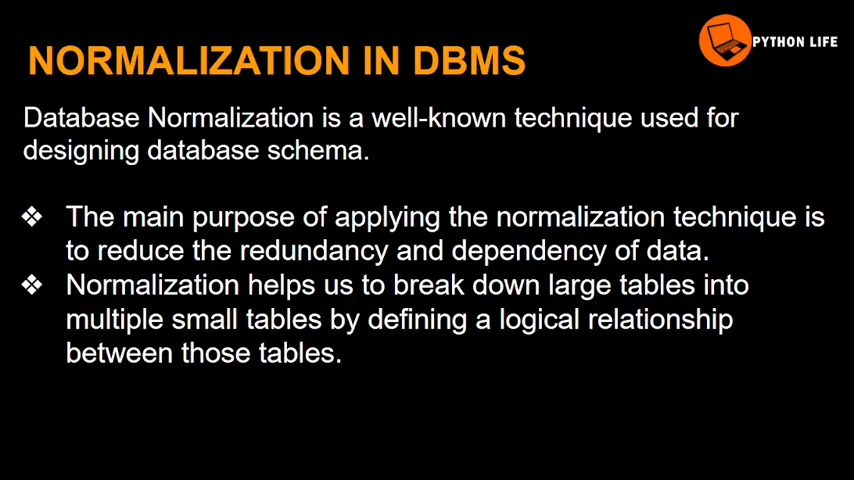 NORMALIZATION IN DBMS
PYTHON LIFE
Database Normalization is a well-known technique used for
designing database schema.
❖ The main purpose of applying the normalization technique is
to reduce the redundancy and dependency of data.
❖ Normalization helps us to break down large tables into
multiple small tables by defining a logical relationship
between those tables.